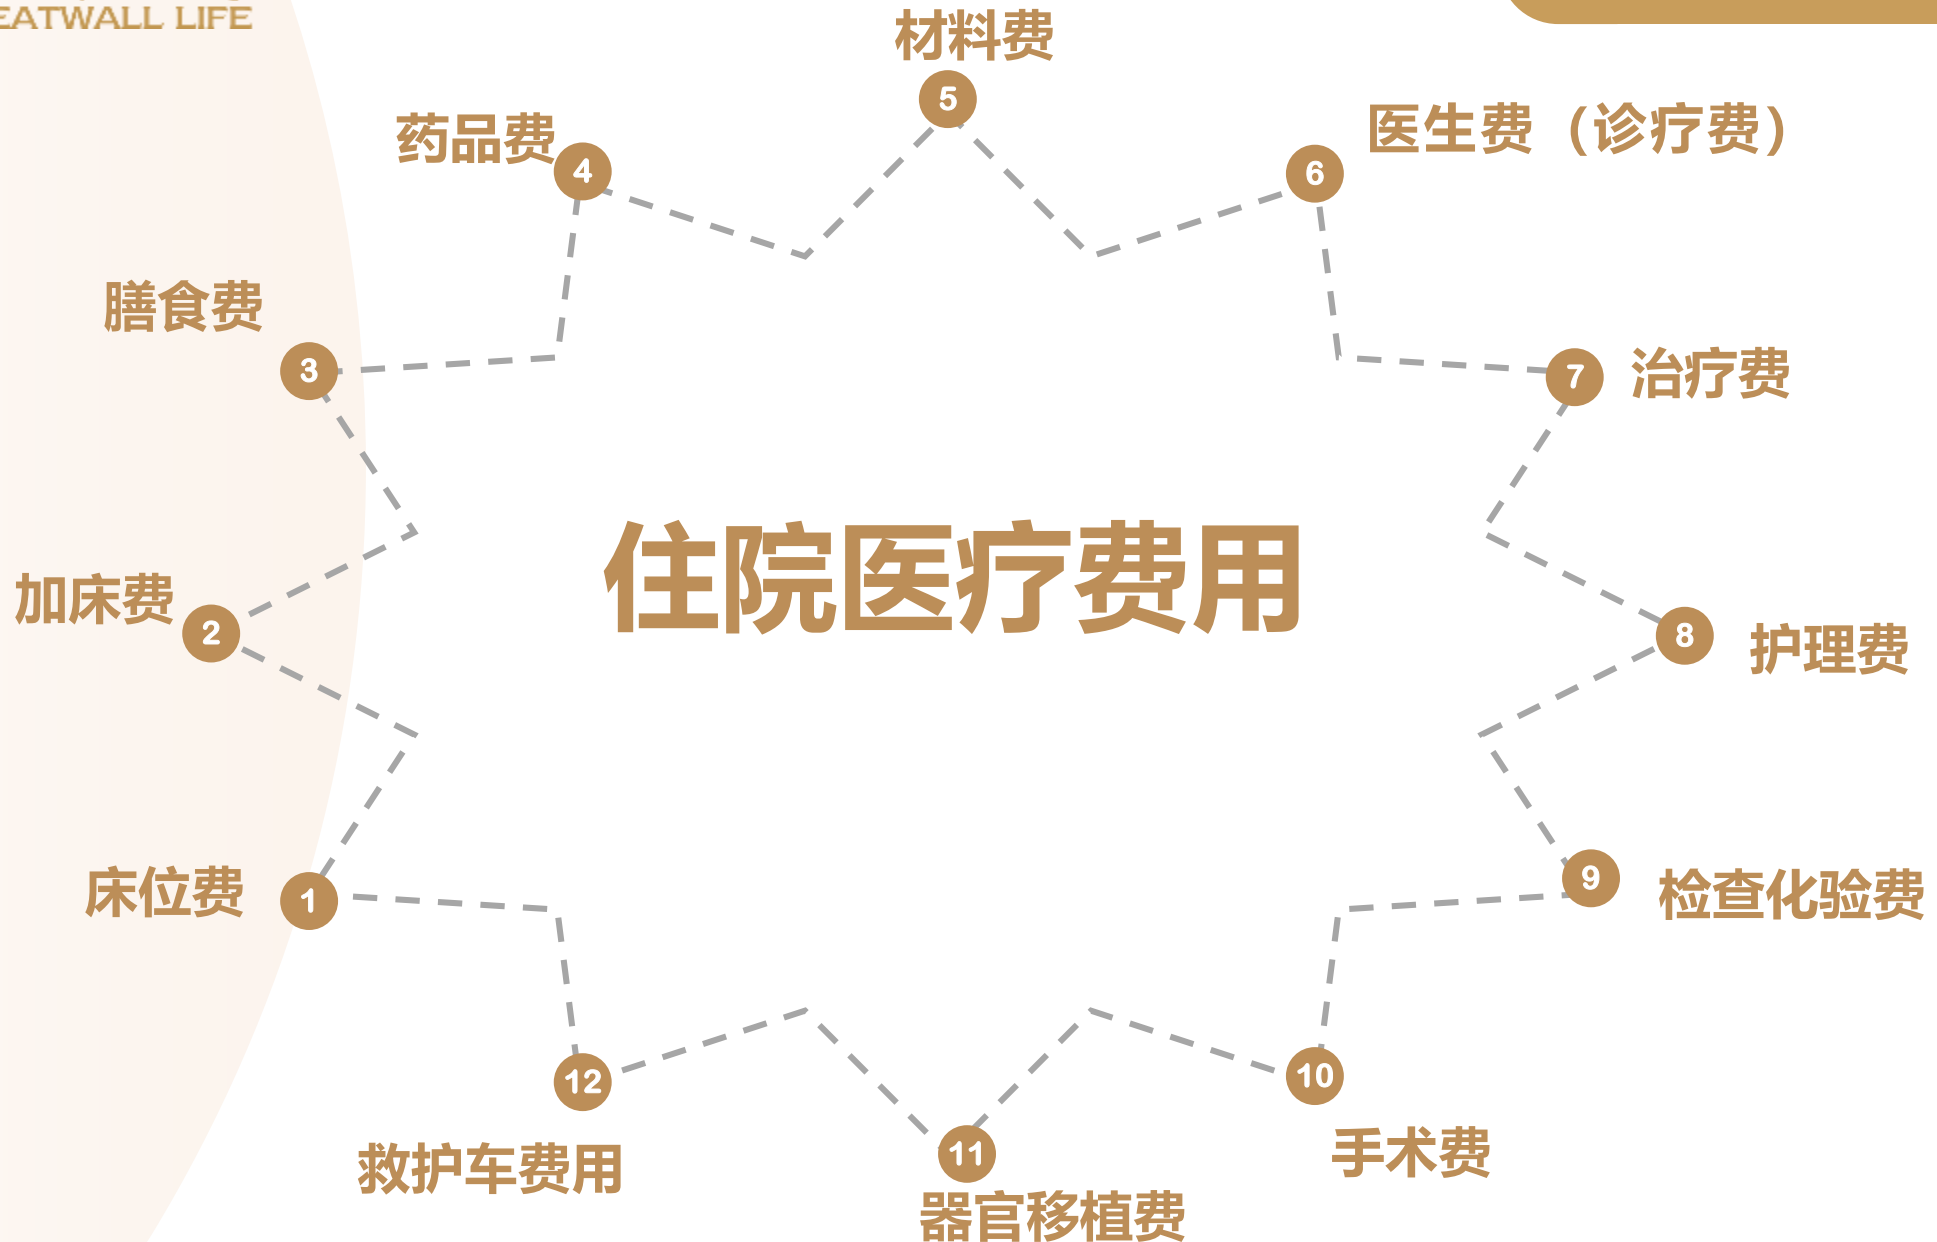 EATWALL LIFE
材料费
5
医生费（诊疗费）
6
药品费
4
膳食费
3
治疗费
7
住院医疗费用
加床费
2
护理费
8
床位费
1
检查化验费
9
12
救护车费用
10
手术费
11
器官移植费